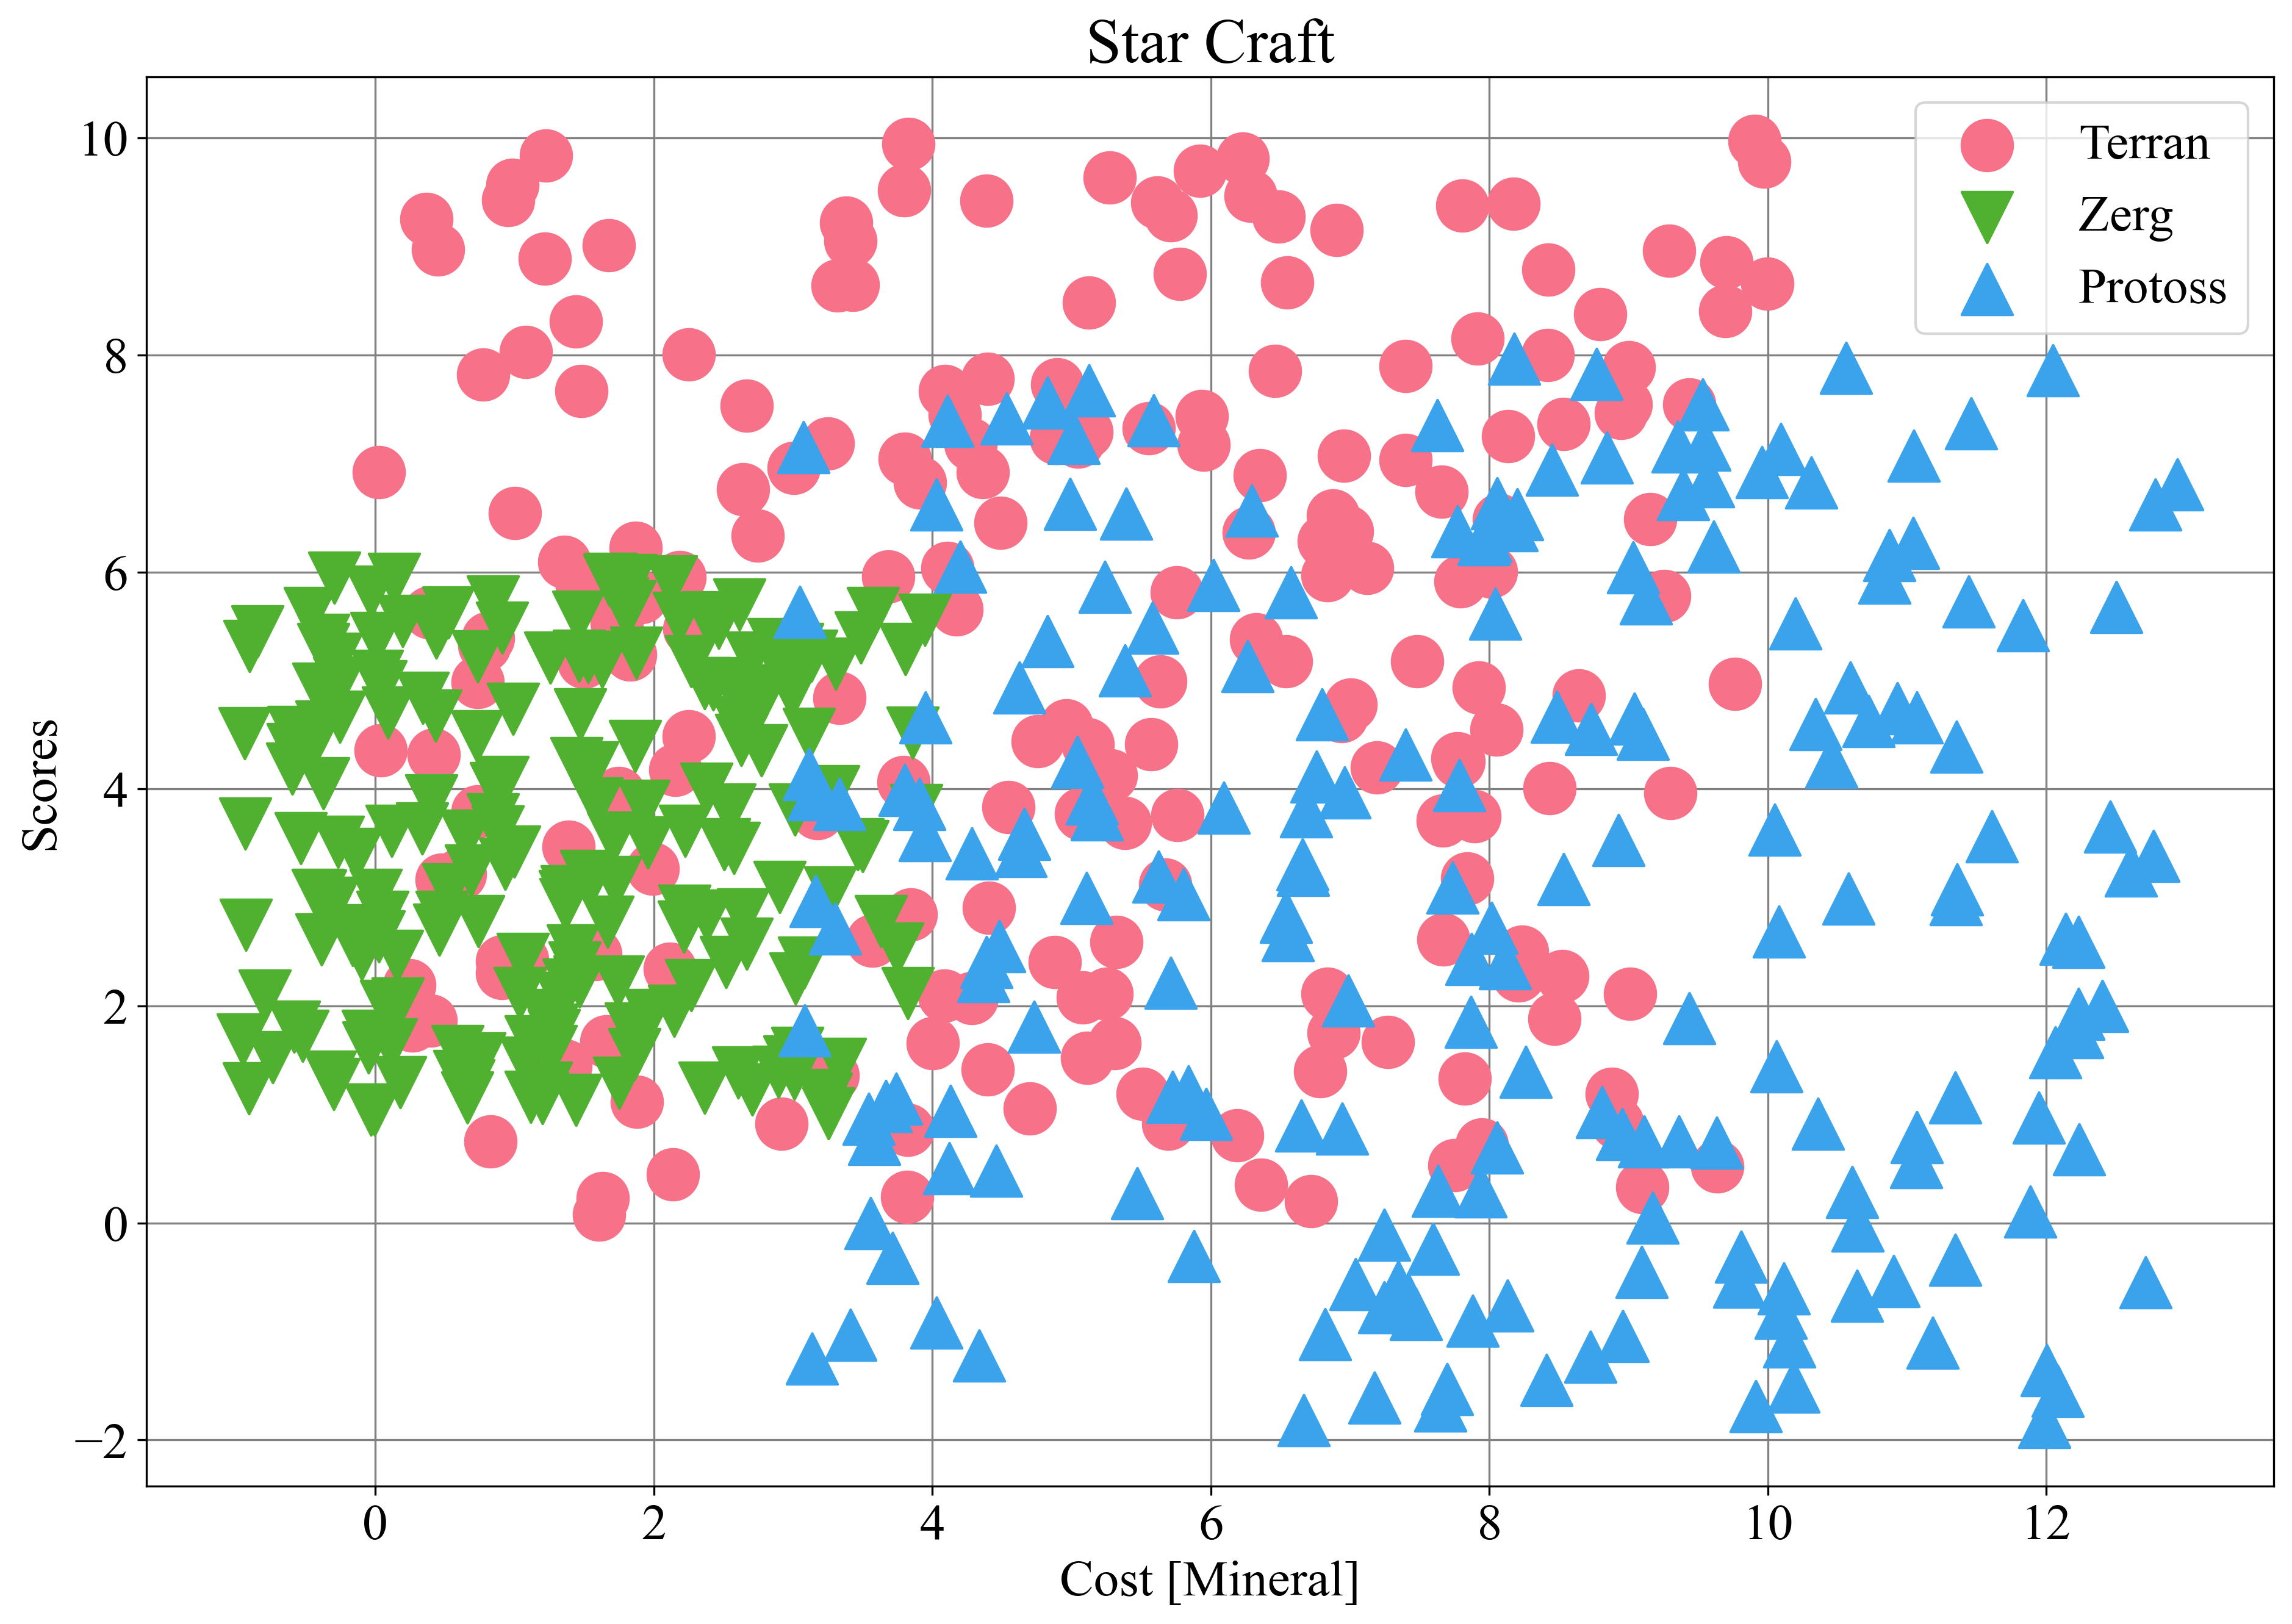 Star Craft
Terran
Zerg
Protoss
Scores
10
8
6
4
2
0
−2
0 2 4 6 8 10 12
Cost [Mineral]